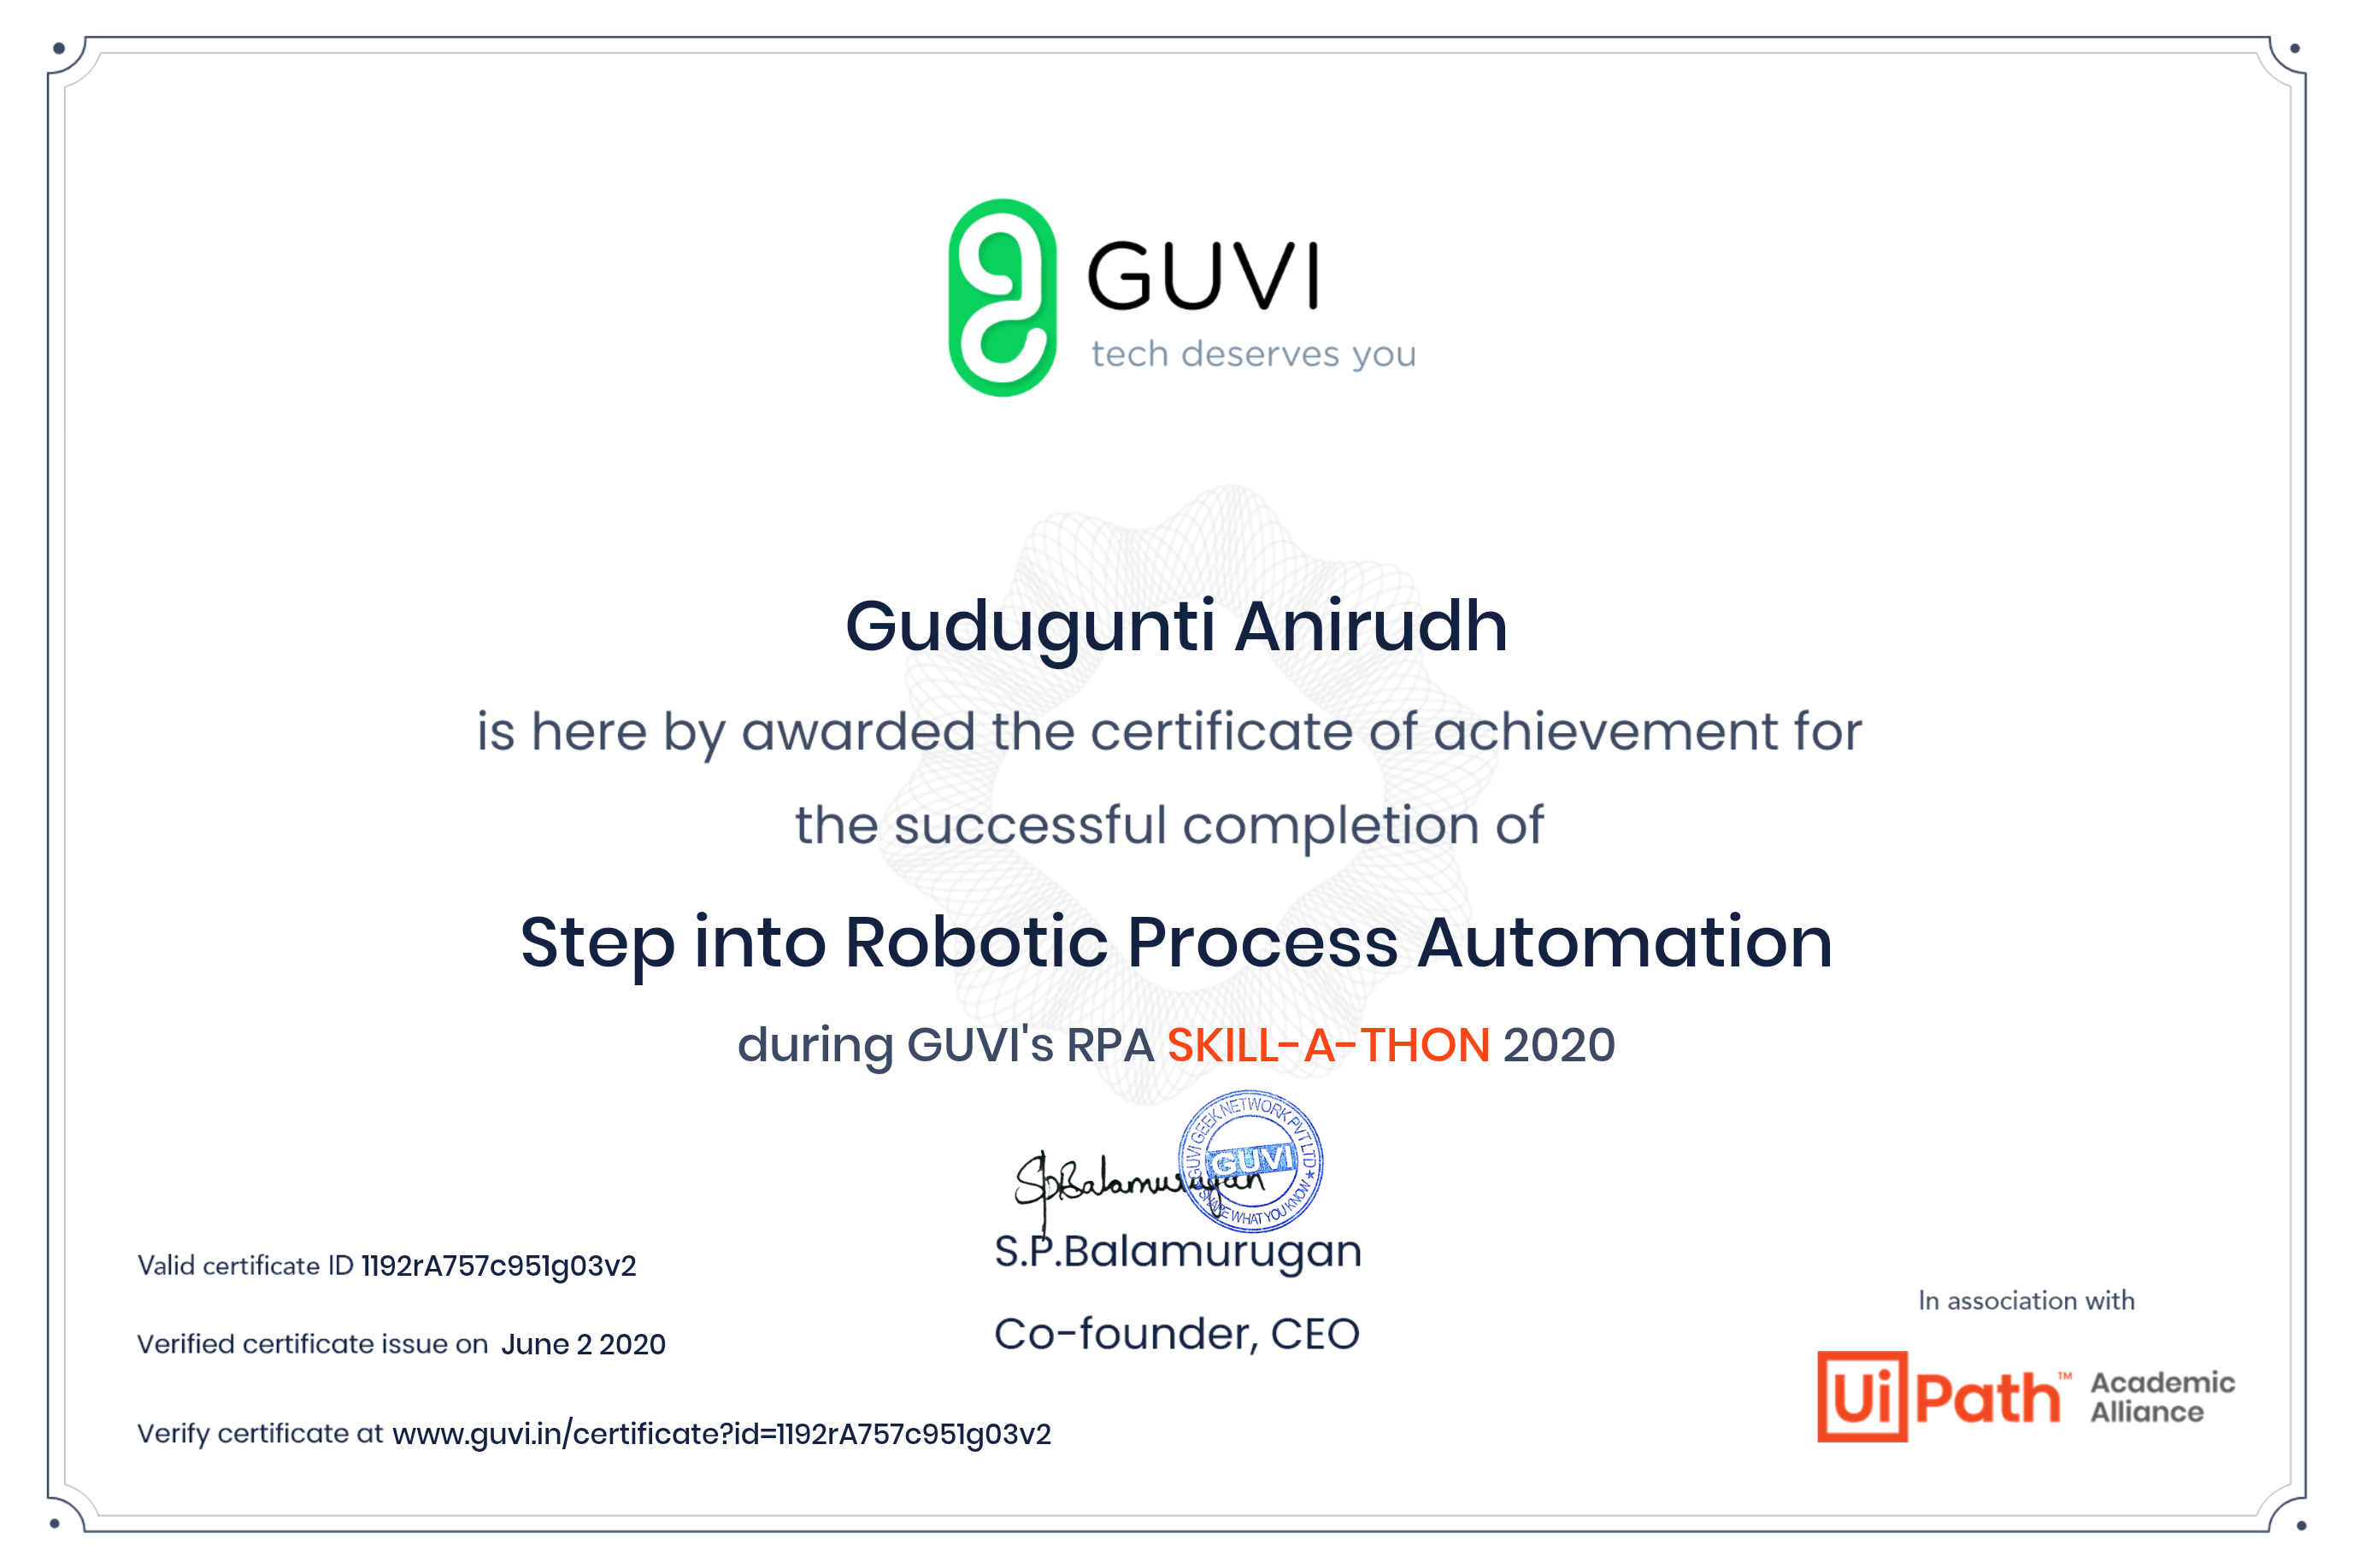 GUVI
tech deserves you
Gudugunti Anirudh
is here by awarded the certificate of achievement for
the successful completion of
Step into Robotic Process Automation
during GUVI's RPA SKILL-A-THON 2020
GUVI GEEK NETWORK PVT LTD
GUVI
★ SHARE WHAT YOU KNOW ★
SpBalamurugan
S.P.Balamurugan
Co-founder, CEO
Valid certificate ID 1192rA757c951g03v2
Verified certificate issue on June 2 2020
Verify certificate at www.guvi.in/certificate?id=1192rA757c951g03v2
In association with
UiPath™ Academic
Alliance